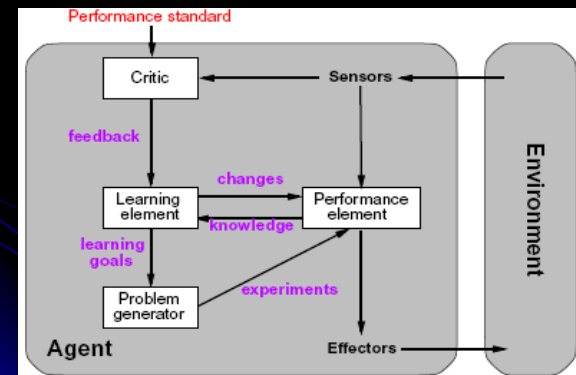 Performance standard
Critic
Sensors
feedback
changes
Learning
element
Performance
element
knowledge
learning
goals
experiments
Problem
generator
Agent
Effectors
Environment